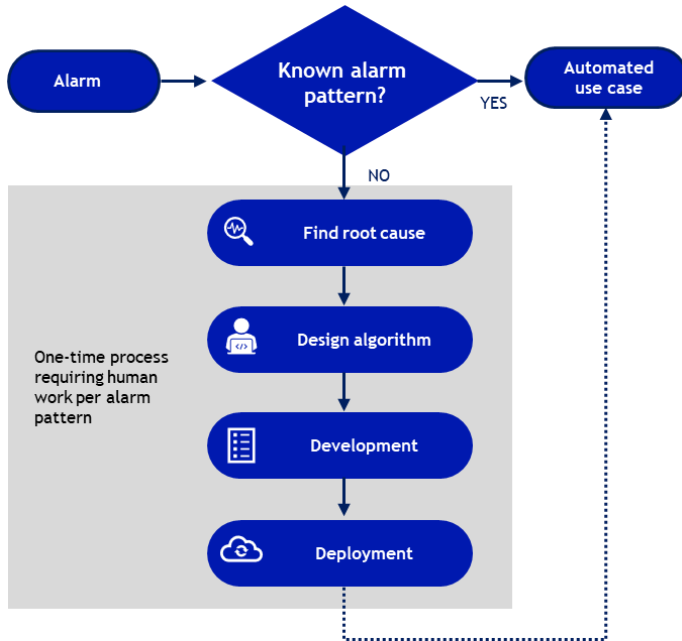 Alarm
Known alarm
pattern?
YES
Automated
use case
NO
Find root cause
Design algorithm
One-time process
requiring human
work per alarm
pattern
</>
Development
Deployment